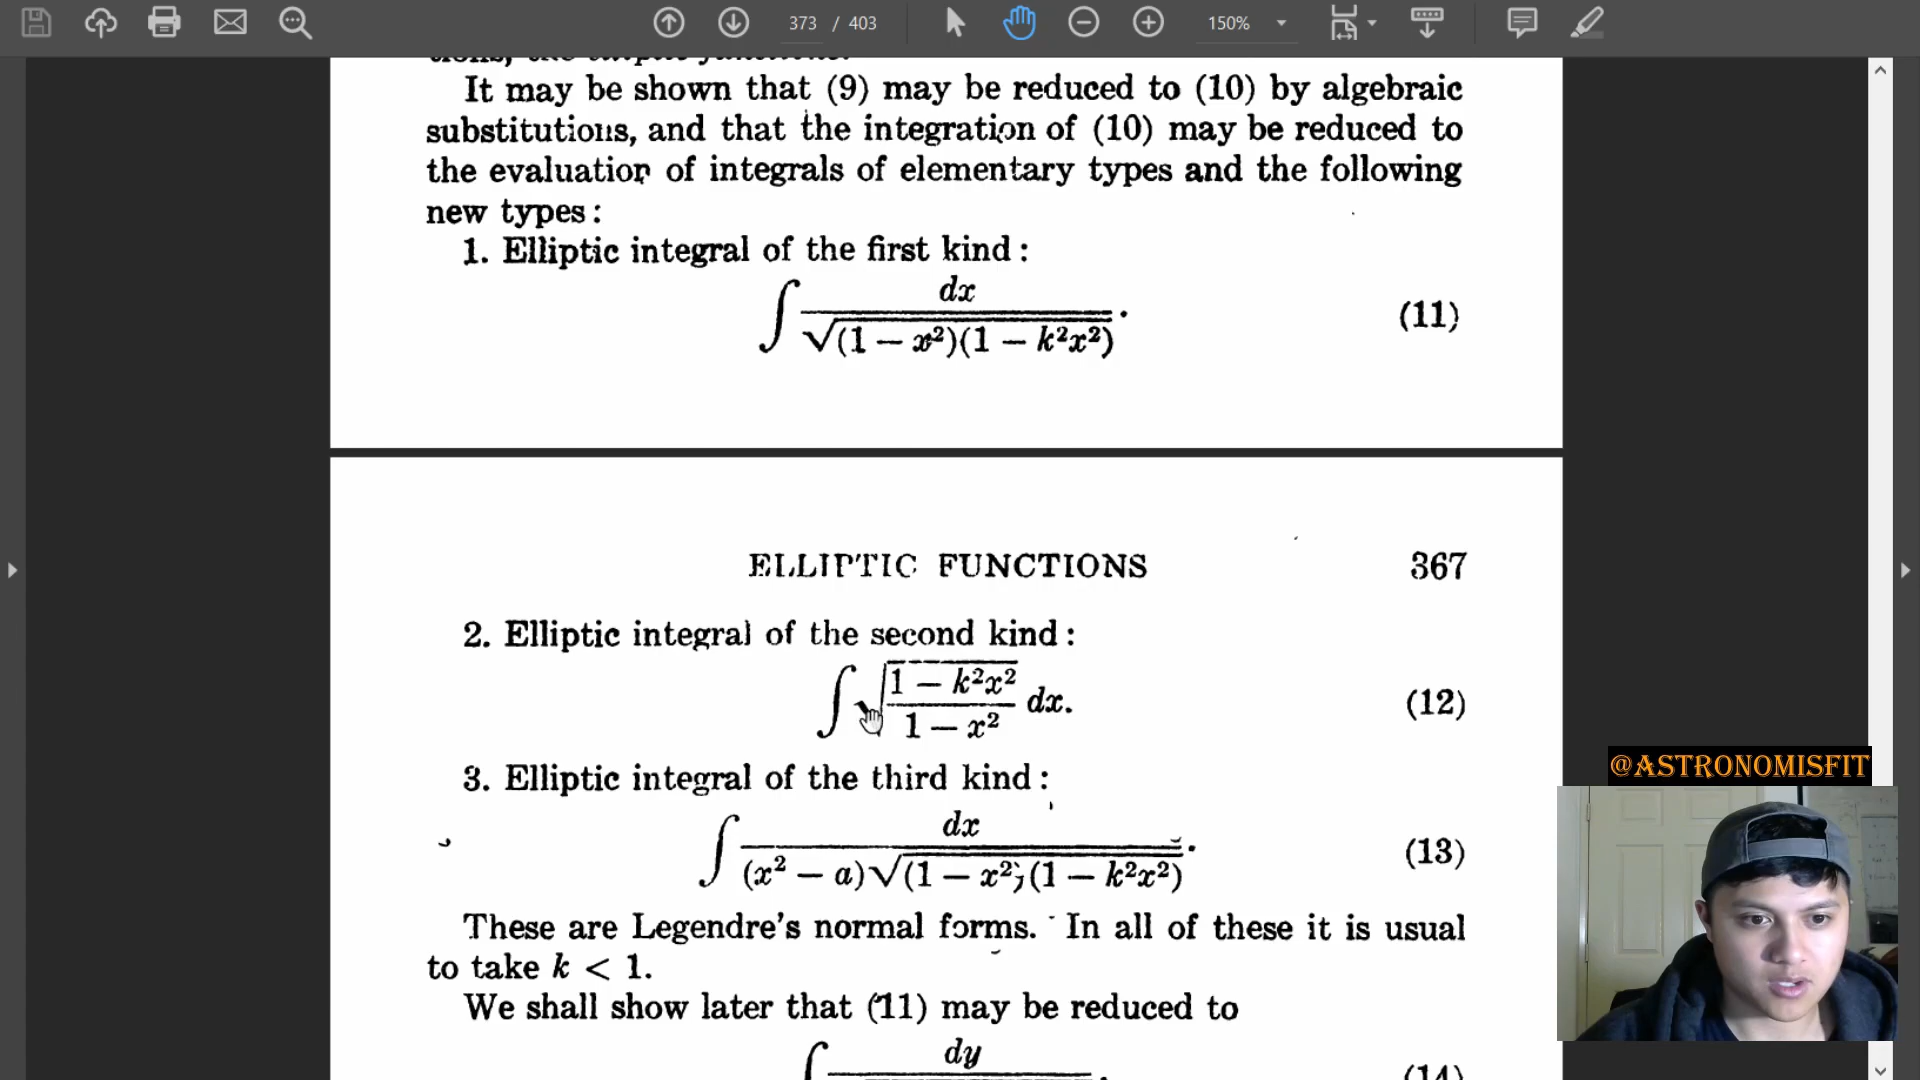 373 / 403
150%
It may be shown that (9) may be reduced to (10) by algebraic
substitutions, and that the integration of (10) may be reduced to
the evaluation of integrals of elementary types and the following
new types:
1. Elliptic integral of the first kind:
∫ dx / √(1 − x²)(1 − k²x²) . (11)
ELLIPTIC FUNCTIONS 367
2. Elliptic integral of the second kind:
∫ √(1 − k²x² / 1 − x²) dx. (12)
3. Elliptic integral of the third kind:
∫ dx / (x² − a)√(1 − x²)(1 − k²x²) . (13)
These are Legendre's normal forms. In all of these it is usual
to take k < 1.
We shall show later that (11) may be reduced to
∫ dy
@ASTRONOMISFIT